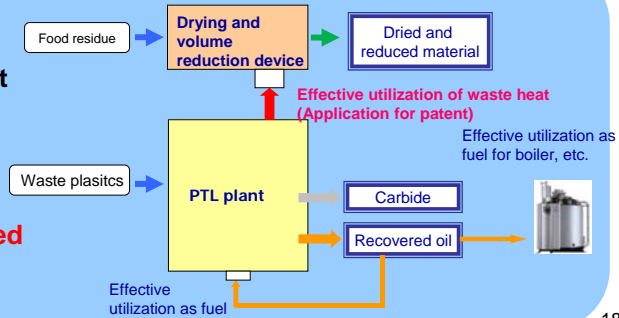 Food residue
Drying and
volume
reduction device
Dried and
reduced material
t
Effective utilization of waste heat
(Application for patent)
Effective utilization as
fuel for boiler, etc.
Waste plasitcs
PTL plant
Carbide
ed
Recovered oil
Effective
utilization as fuel